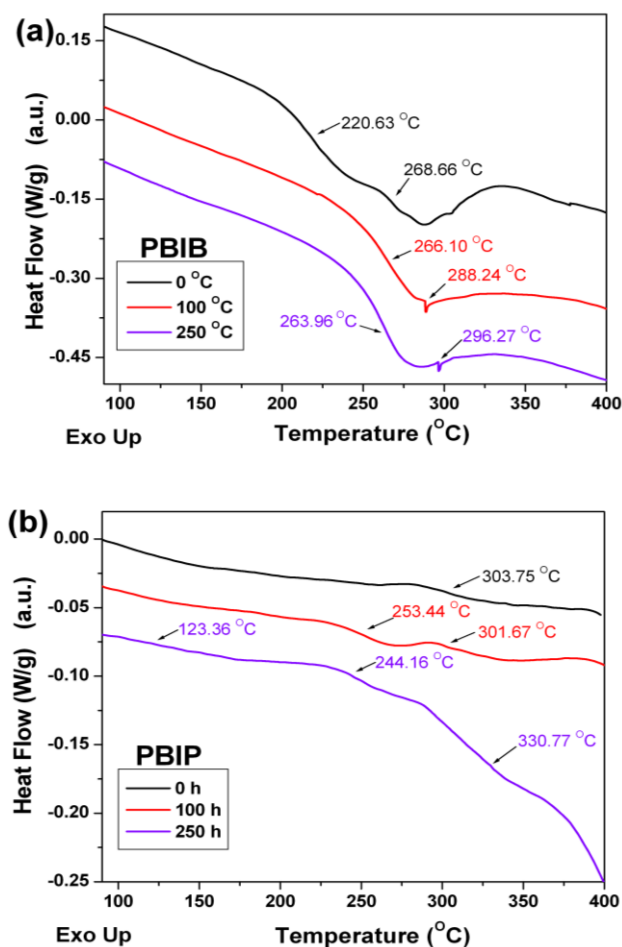 (a)
0.15
0.00
-0.15
-0.30
-0.45
Heat Flow (W/g) (a.u.)
220.63 °C
268.66 °C
266.10 °C
288.24 °C
263.96 °C
296.27 °C
PBIB
0 °C
100 °C
250 °C
100 150 200 250 300 350 400
Exo Up
Temperature (°C)
(b)
0.00
-0.05
-0.10
-0.15
-0.20
-0.25
Heat Flow (W/g) (a.u.)
303.75 °C
253.44 °C
301.67 °C
123.36 °C
244.16 °C
330.77 °C
PBIP
0 h
100 h
250 h
100 150 200 250 300 350 400
Exo Up
Temperature (°C)